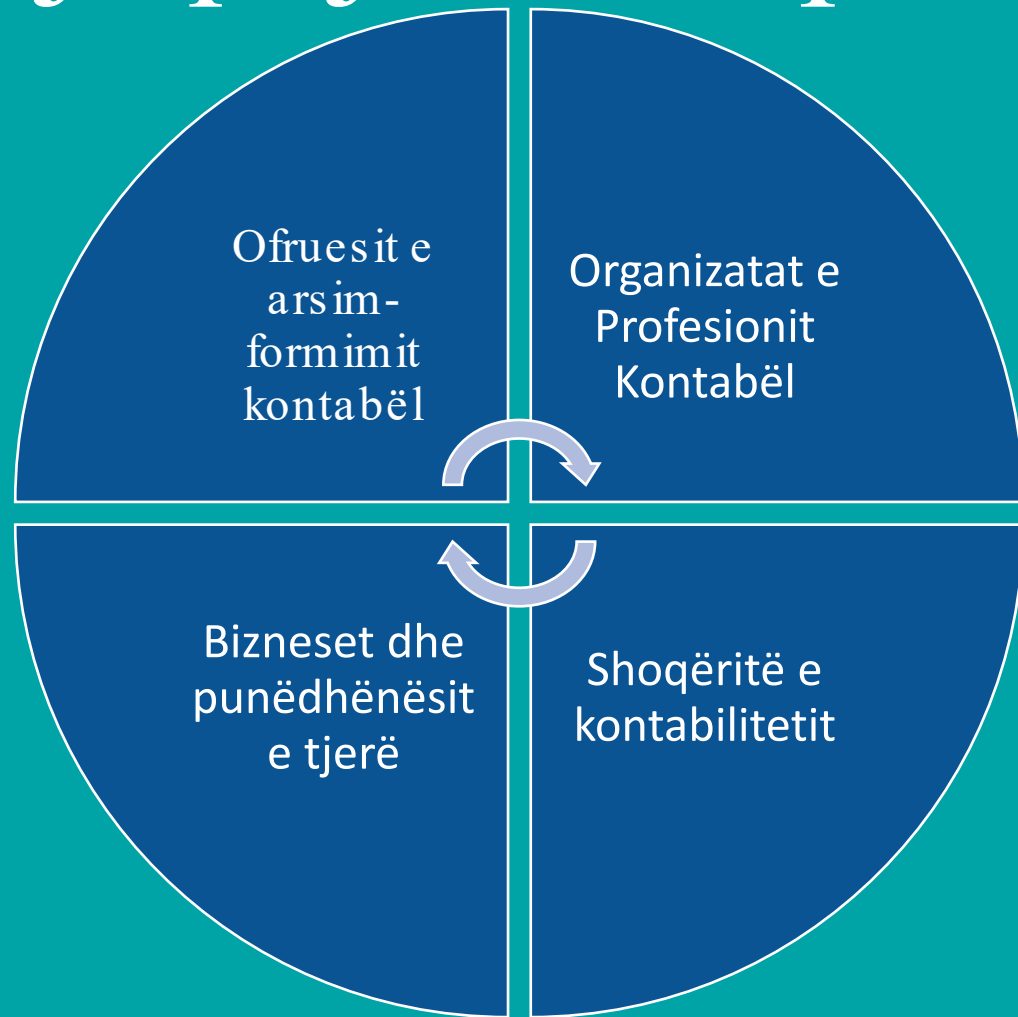 Ofruesit e
arsim-
formimit
kontabël
Organizatat e
Profesionit
Kontabël
Bizneset dhe
punëdhënësit
e tjerë
Shoqëritë e
kontabilitetit